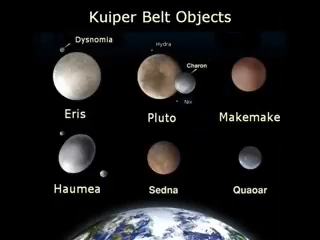 Kuiper Belt Objects
Dysnomia
Hydra
Charon
Nix
Eris
Pluto
Makemake
Haumea
Sedna
Quaoar